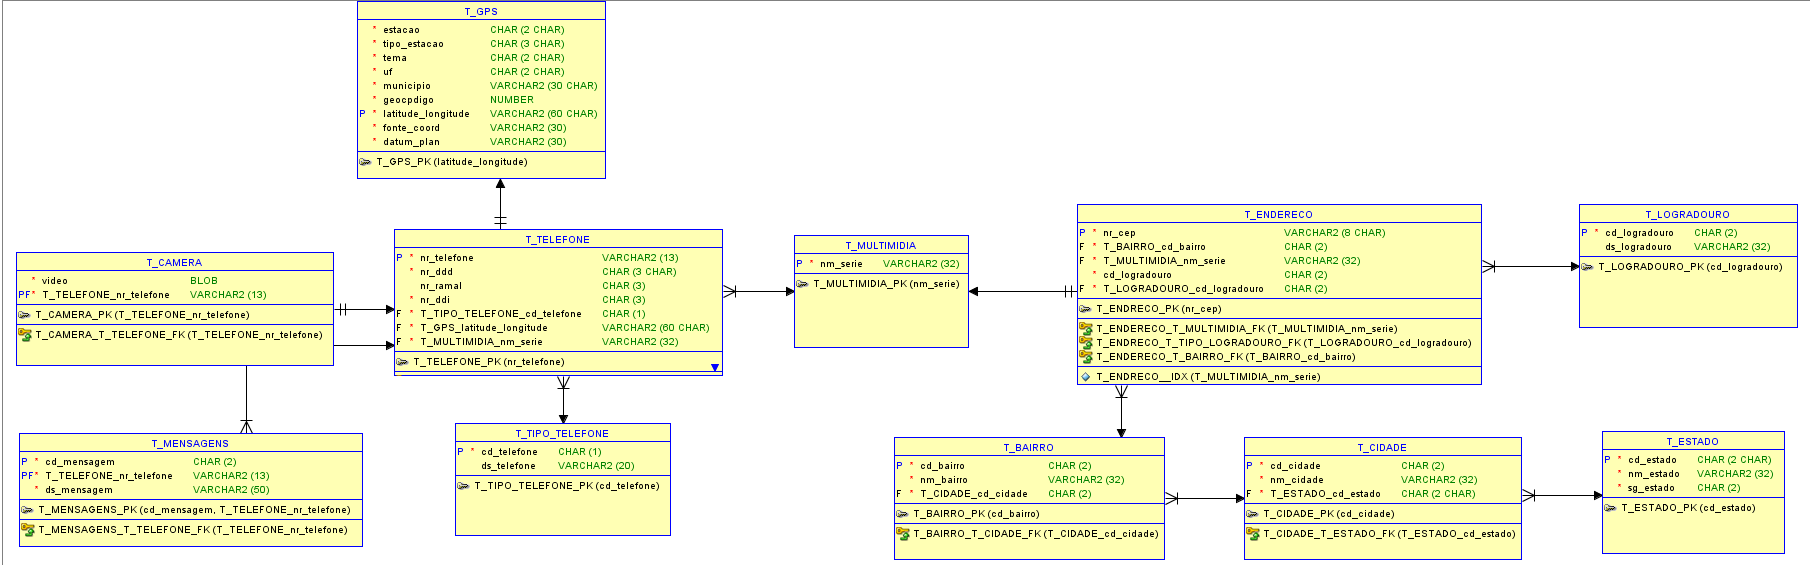 T_GPS
* estacao CHAR (2 CHAR)
* tipo_estacao CHAR (3 CHAR)
* tema CHAR (2 CHAR)
* uf CHAR (2 CHAR)
* municipio VARCHAR2 (30 CHAR)
* geocpdigo NUMBER
P * latitude_longitude VARCHAR2 (60 CHAR)
* fonte_coord VARCHAR2 (30)
* datum_plan VARCHAR2 (30)
T_GPS_PK (latitude_longitude)
T_CAMERA
* video BLOB
PF* T_TELEFONE_nr_telefone VARCHAR2 (13)
T_CAMERA_PK (T_TELEFONE_nr_telefone)
T_CAMERA_T_TELEFONE_FK (T_TELEFONE_nr_telefone)
T_TELEFONE
P * nr_telefone VARCHAR2 (13)
* nr_ddd CHAR (3 CHAR)
nr_ramal CHAR (3)
* nr_ddi CHAR (3)
F * T_TIPO_TELEFONE_cd_telefone CHAR (1)
F * T_GPS_latitude_longitude VARCHAR2 (60 CHAR)
F * T_MULTIMIDIA_nm_serie VARCHAR2 (32)
T_TELEFONE_PK (nr_telefone)
T_MULTIMIDIA
P * nm_serie VARCHAR2 (32)
T_MULTIMIDIA_PK (nm_serie)
T_ENDERECO
P * nr_cep VARCHAR2 (8 CHAR)
F * T_BAIRRO_cd_bairro CHAR (2)
F * T_MULTIMIDIA_nm_serie VARCHAR2 (32)
* cd_logradouro CHAR (2)
F * T_LOGRADOURO_cd_logradouro CHAR (2)
T_ENDRECO_PK (nr_cep)
T_ENDERECO_T_MULTIMIDIA_FK (T_MULTIMIDIA_nm_serie)
T_ENDERECO_T_TIPO_LOGRADOURO_FK (T_LOGRADOURO_cd_logradouro)
T_ENDERECO_T_BAIRRO_FK (T_BAIRRO_cd_bairro)
T_ENDRECO__IDX (T_MULTIMIDIA_nm_serie)
T_LOGRADOURO
P * cd_logradouro CHAR (2)
ds_logradouro VARCHAR2 (32)
T_LOGRADOURO_PK (cd_logradouro)
T_MENSAGENS
P * cd_mensagem CHAR (2)
PF* T_TELEFONE_nr_telefone VARCHAR2 (13)
* ds_mensagem VARCHAR2 (50)
T_MENSAGENS_PK (cd_mensagem, T_TELEFONE_nr_telefone)
T_MENSAGENS_T_TELEFONE_FK (T_TELEFONE_nr_telefone)
T_TIPO_TELEFONE
P * cd_telefone CHAR (1)
ds_telefone VARCHAR2 (20)
T_TIPO_TELEFONE_PK (cd_telefone)
T_BAIRRO
P * cd_bairro CHAR (2)
* nm_bairro VARCHAR2 (32)
F * T_CIDADE_cd_cidade CHAR (2)
T_BAIRRO_PK (cd_bairro)
T_BAIRRO_T_CIDADE_FK (T_CIDADE_cd_cidade)
T_CIDADE
P * cd_cidade CHAR (2)
* nm_cidade VARCHAR2 (32)
F * T_ESTADO_cd_estado CHAR (2 CHAR)
T_CIDADE_PK (cd_cidade)
T_CIDADE_T_ESTADO_FK (T_ESTADO_cd_estado)
T_ESTADO
P * cd_estado CHAR (2 CHAR)
* nm_estado VARCHAR2 (32)
* sg_estado CHAR (2)
T_ESTADO_PK (cd_estado)